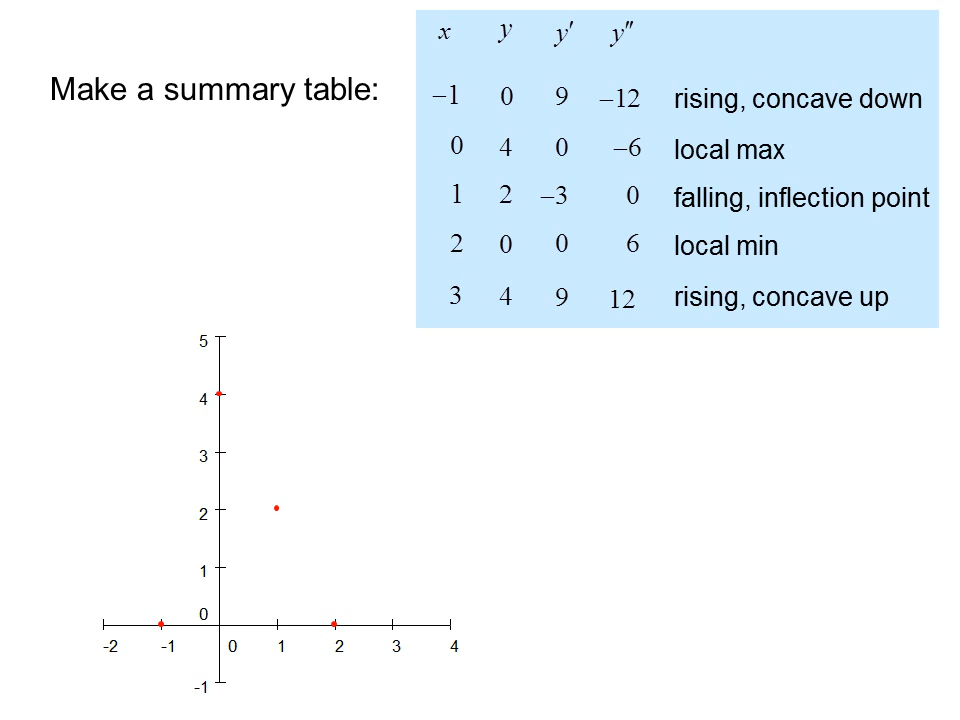 x y y′ y″
Make a summary table:
–1 0 9 –12 rising, concave down
0 4 0 –6 local max
1 2 –3 0 falling, inflection point
2 0 0 6 local min
3 4 9 12 rising, concave up
5
4
3
2
1
0
-2 -1 0 1 2 3 4
-1